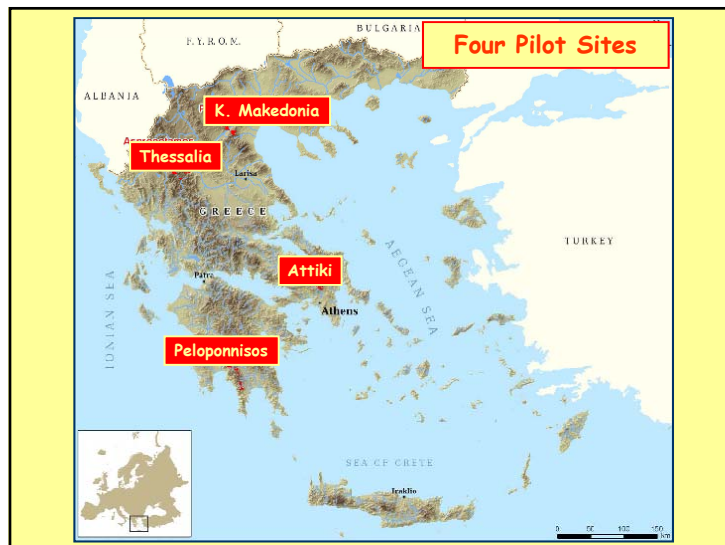 BULGARIA
Four Pilot Sites
F.Y.R.O.M.
ALBANIA
K. Makedonia
Thessalia
Larisa
GREECE
TURKEY
AEGEAN SEA
Attiki
Patra
IONIAN SEA
Athens
Peloponnisos
SEA OF CRETE
Iraklio
0 50 100 150
km